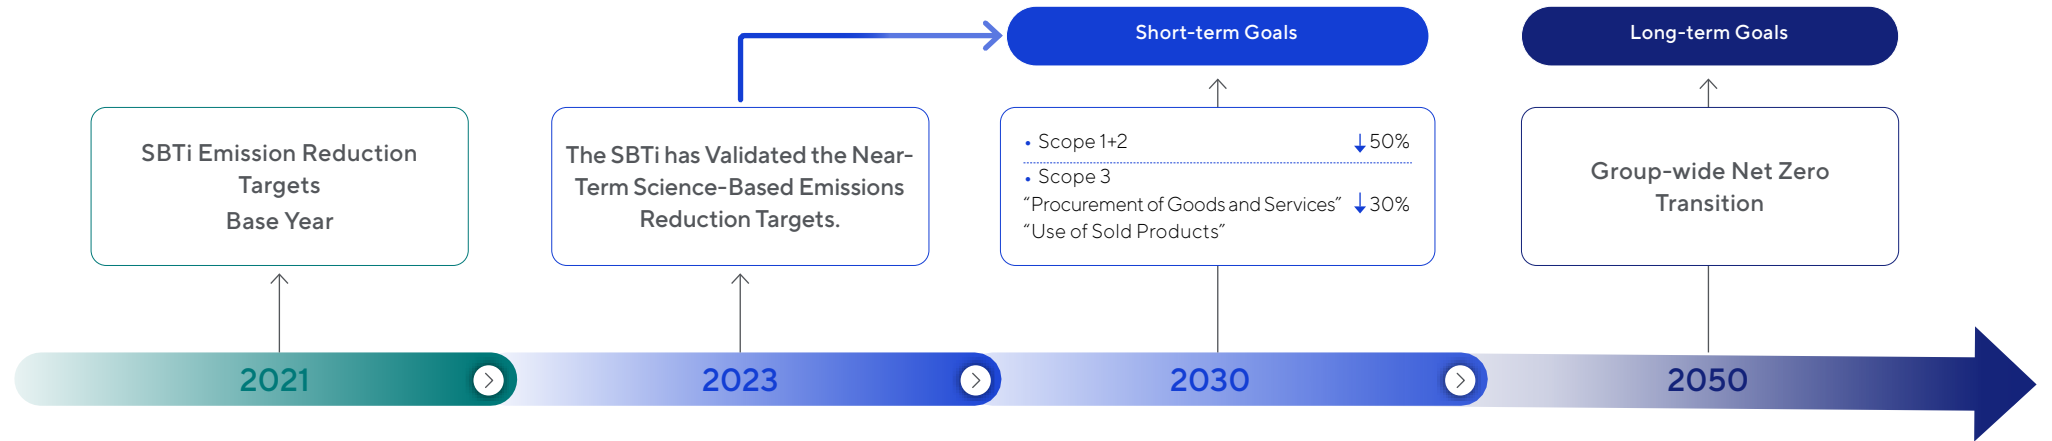 Short-term Goals
Long-term Goals
SBTi Emission Reduction
Targets
Base Year
The SBTi has Validated the Near-
Term Science-Based Emissions
Reduction Targets.
• Scope 1+2 ↓50%
• Scope 3
“Procurement of Goods and Services” ↓30%
“Use of Sold Products”
Group-wide Net Zero
Transition
2021
2023
2030
2050